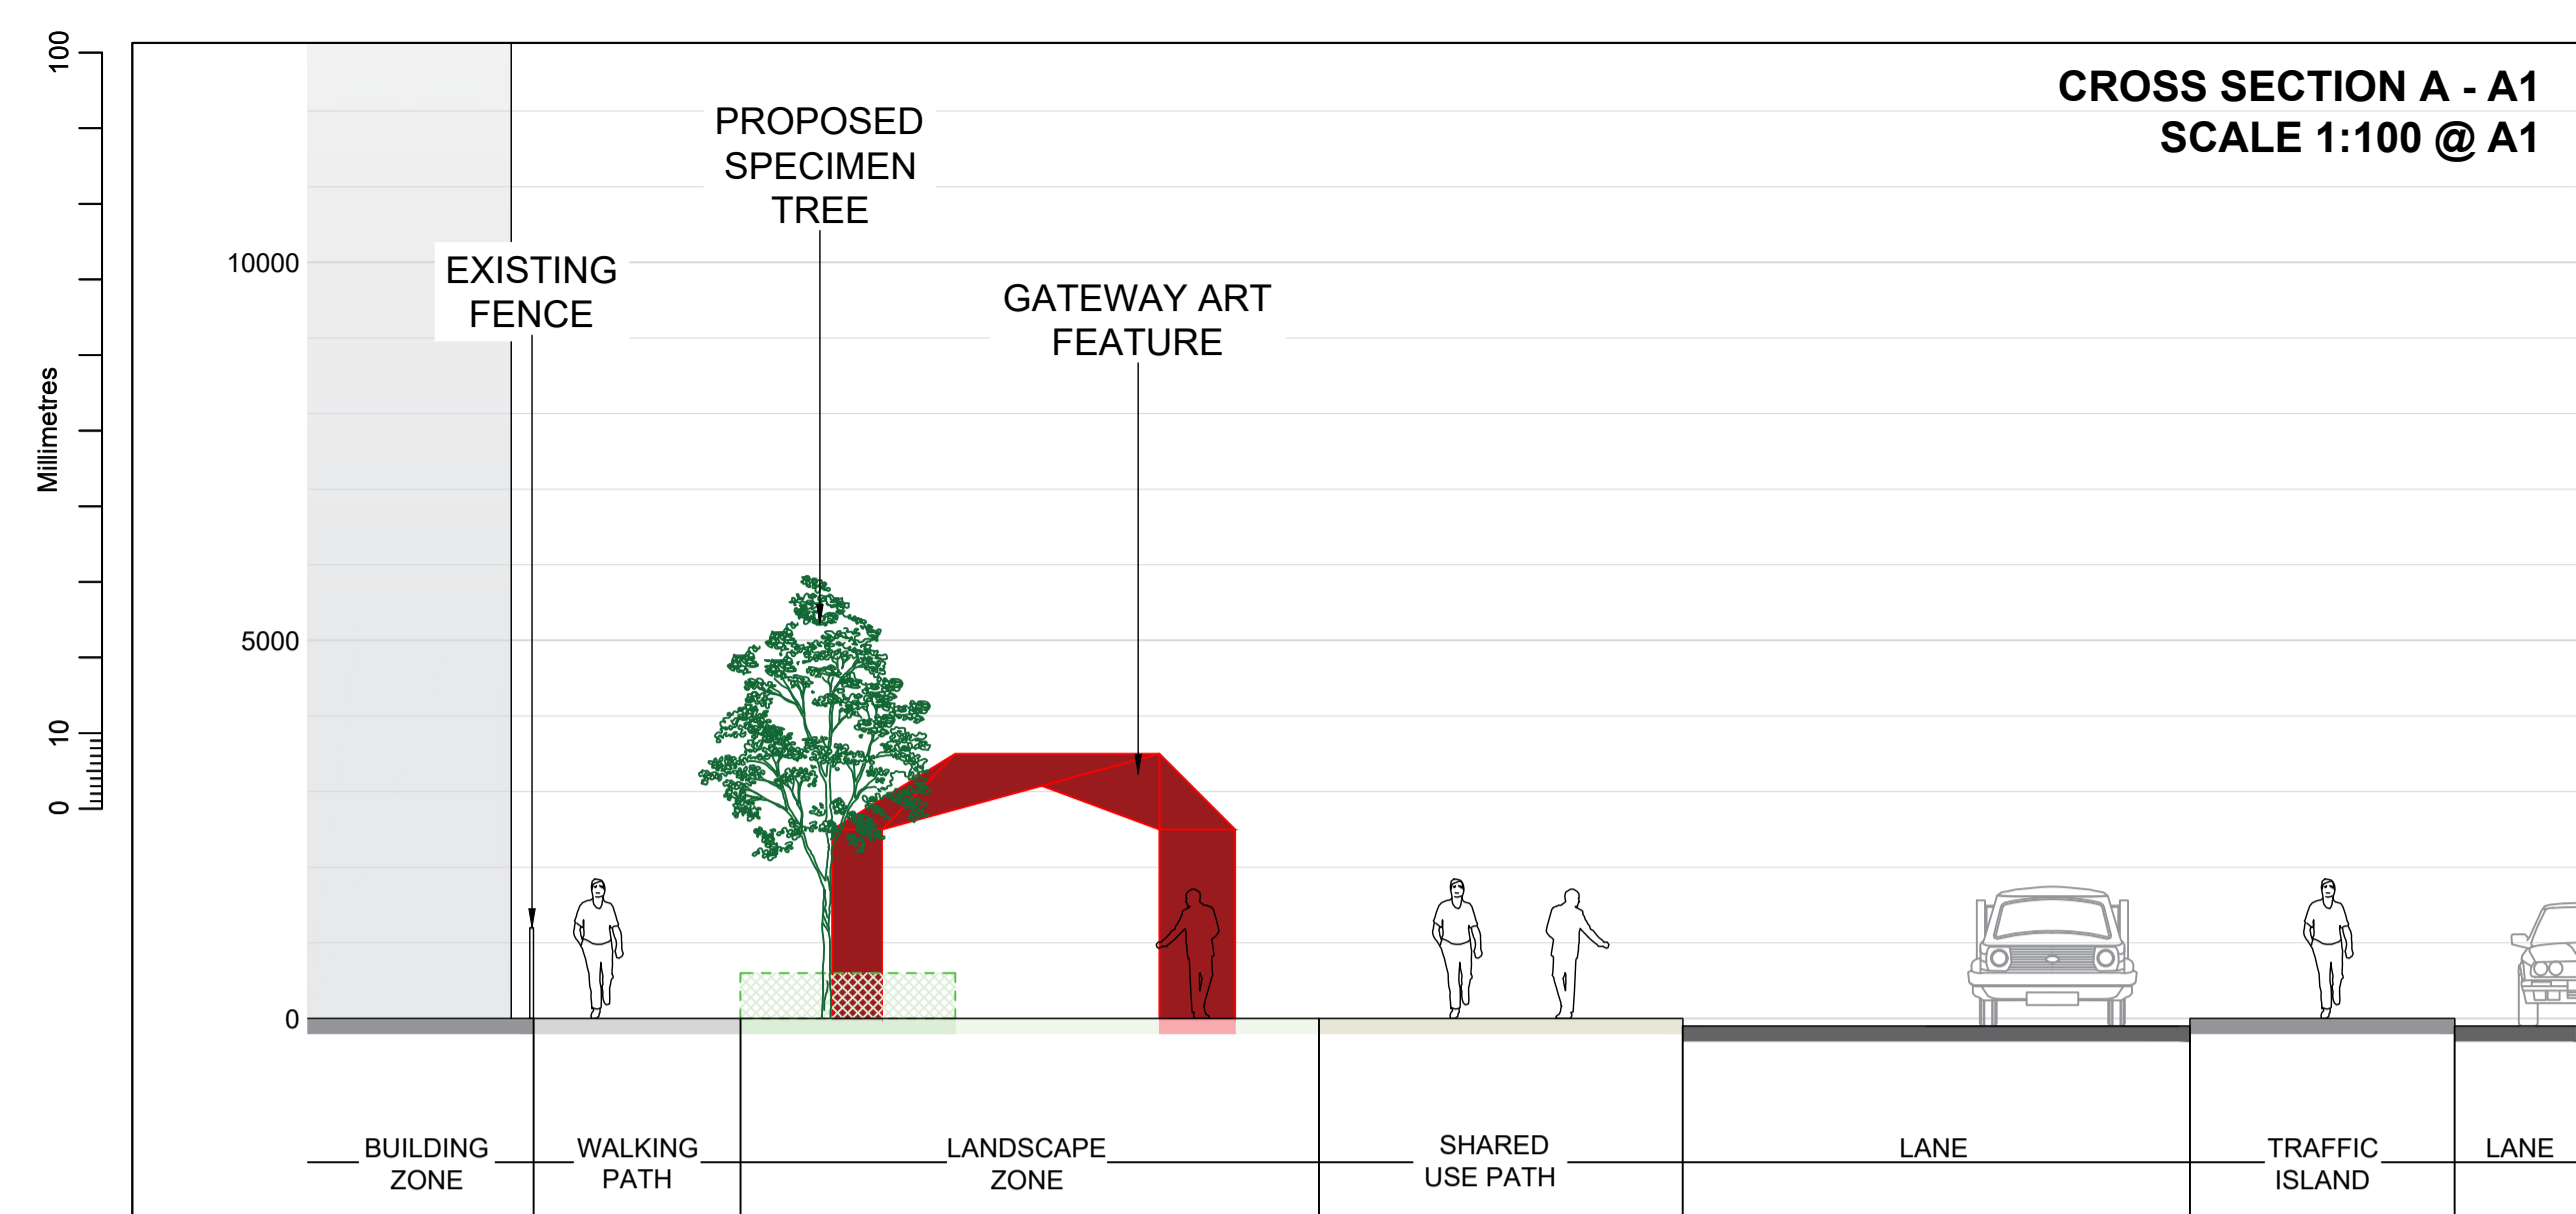 CROSS SECTION A - A1
SCALE 1:100 @ A1
100
Millimetres
10
0
PROPOSED
SPECIMEN
TREE
10000
EXISTING
FENCE
GATEWAY ART
FEATURE
5000
0
BUILDING
ZONE
WALKING
PATH
LANDSCAPE
ZONE
SHARED
USE PATH
LANE
TRAFFIC
ISLAND
LANE